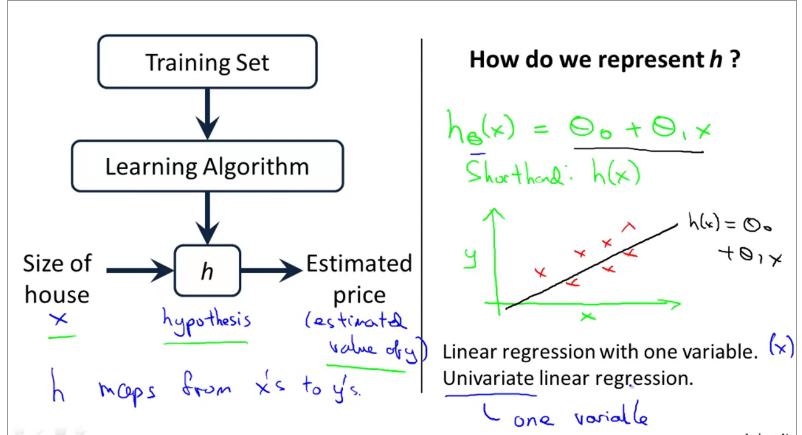 Training Set
Learning Algorithm
Size of
house
h
Estimated
price
x
hypothesis
(estimated
value of y)
h maps from x's to y's.
How do we represent h ?
hθ(x) = θ₀ + θ₁x
Shorthand: h(x)
y
x
h(x) = θ₀
+ θ₁x
Linear regression with one variable. (x)
Univariate linear regression.
one variable